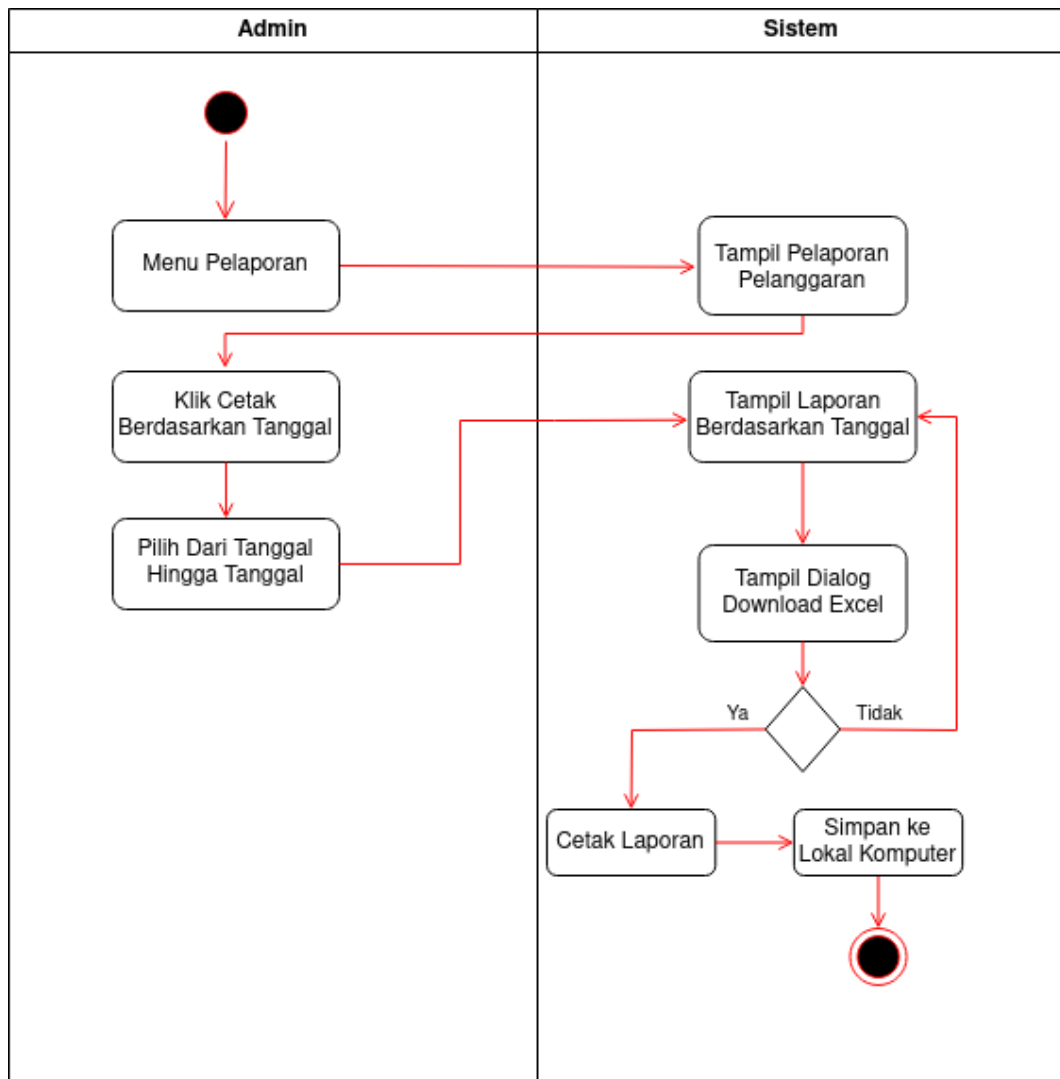 Admin
Sistem
Menu Pelaporan
Tampil Pelaporan
Pelanggaran
Klik Cetak
Berdasarkan Tanggal
Tampil Laporan
Berdasarkan Tanggal
Pilih Dari Tanggal
Hingga Tanggal
Tampil Dialog
Download Excel
Ya
Tidak
Cetak Laporan
Simpan ke
Lokal Komputer